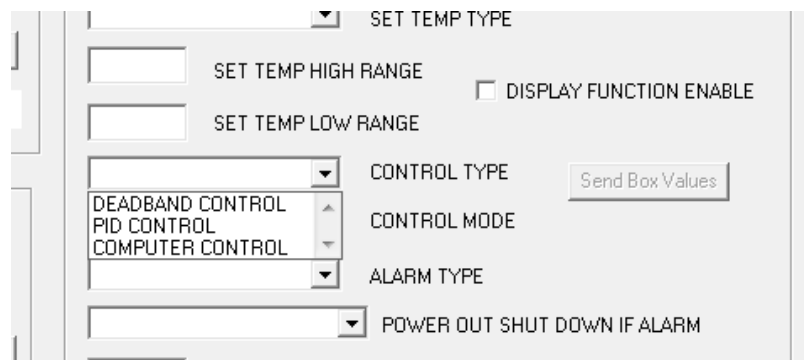 SET TEMP TYPE
SET TEMP HIGH RANGE
DISPLAY FUNCTION ENABLE
SET TEMP LOW RANGE
CONTROL TYPE
Send Box Values
DEADBAND CONTROL
PID CONTROL
COMPUTER CONTROL
CONTROL MODE
ALARM TYPE
POWER OUT SHUT DOWN IF ALARM